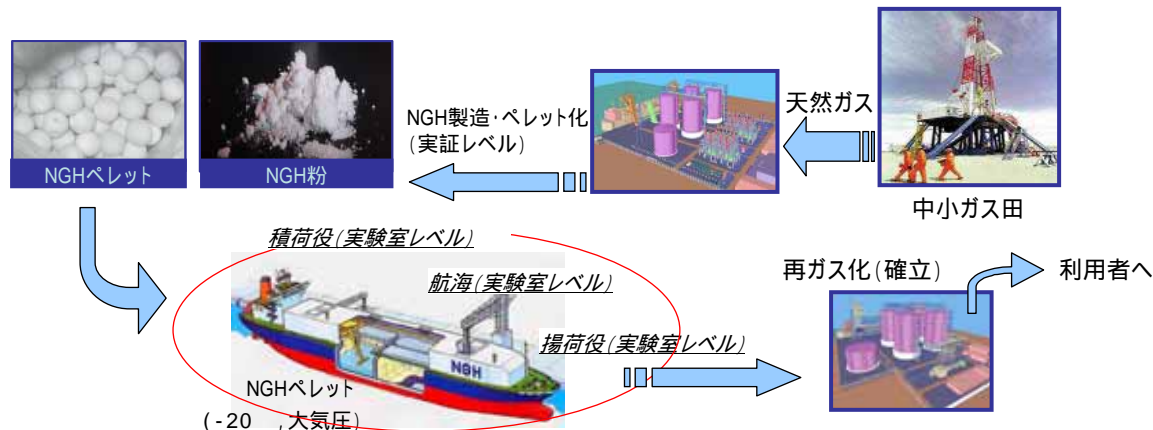 天然ガス
中小ガス田
NGH製造・ペレット化
(実証レベル)
NGHペレット
NGH粉
積荷役(実験室レベル)
航海(実験室レベル)
揚荷役(実験室レベル)
NGH
NGHペレット
(-20 ,大気圧)
再ガス化(確立)
利用者へ